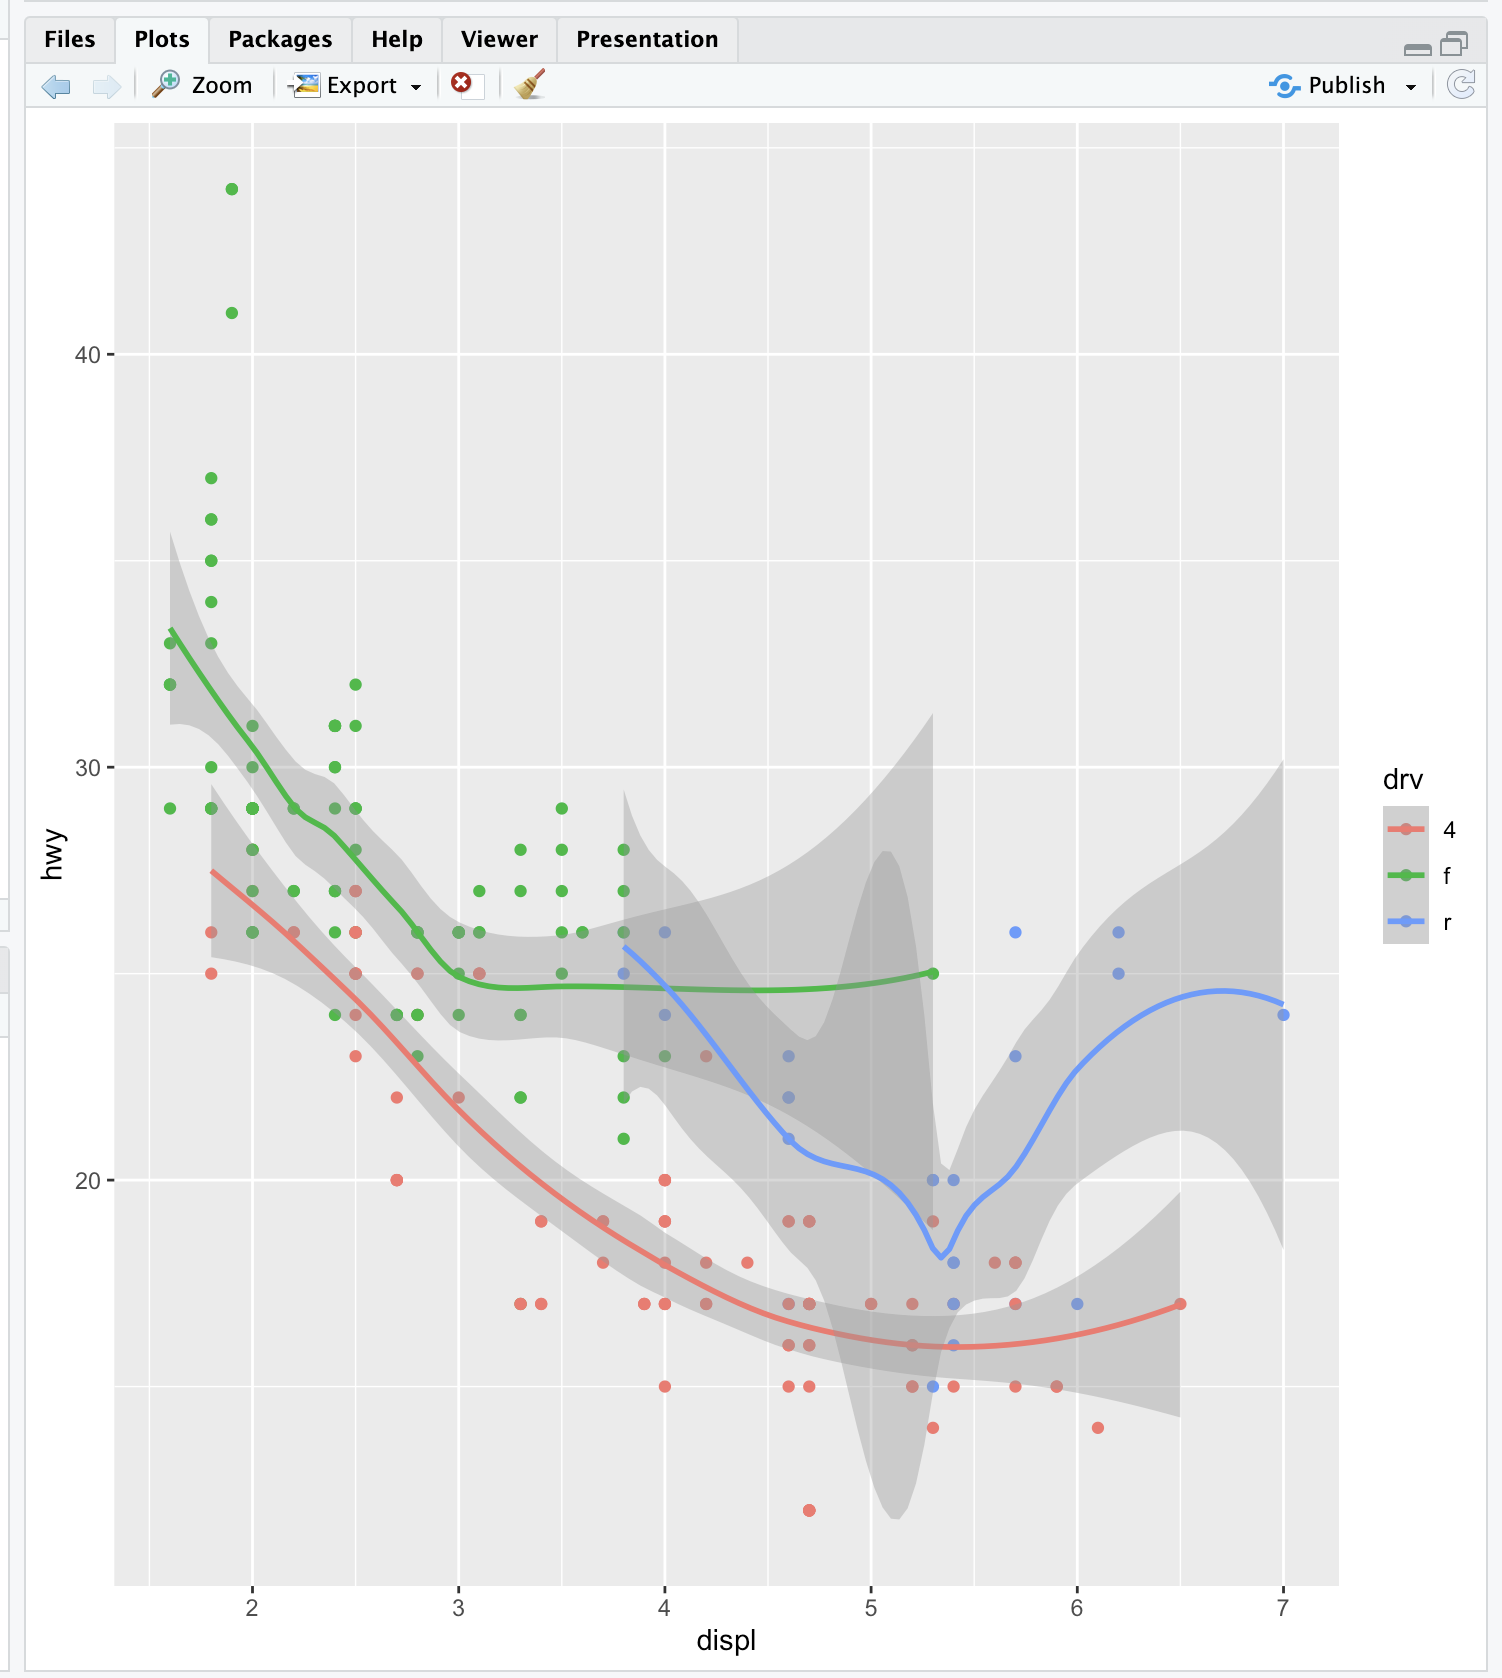 Files Plots Packages Help Viewer Presentation
Zoom Export Publish
40
30
20
hwy
2 3 4 5 6 7
displ
drv
4
f
r